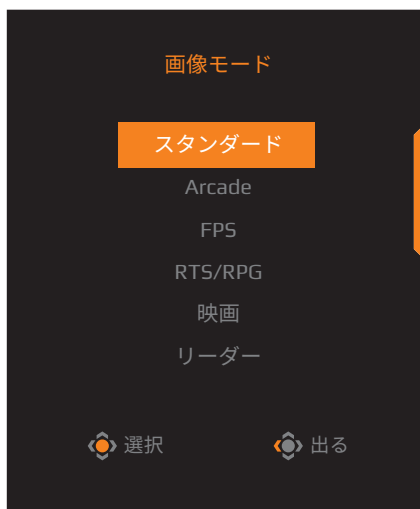 画像モード
スタンダード
Arcade
FPS
RTS/RPG
映画
リーダー
選択 出る